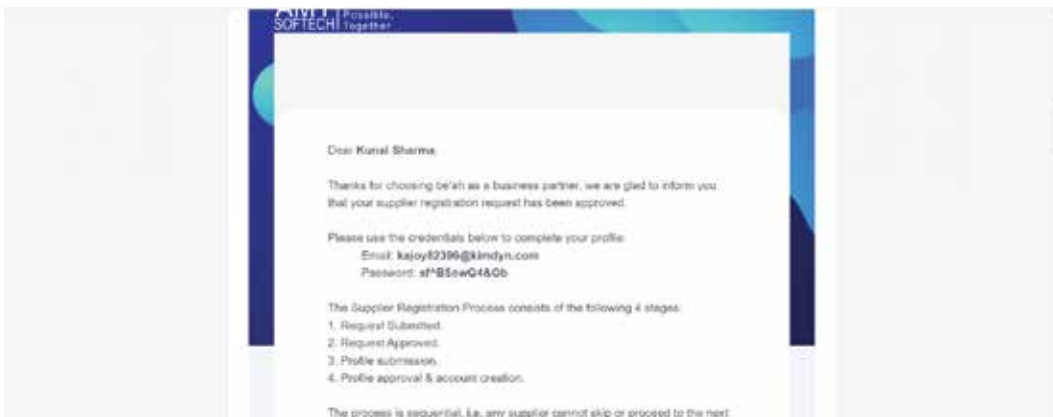 SOFTECH
Possible,
Together
Dear Kunal Sharma,
Thanks for choosing be'ah as a business partner, we are glad to inform you
that your supplier registration request has been approved.
Please use the credentials below to complete your profile:
Email: kajoy82396@kimdyn.com
Password:
The Supplier Registration Process consists of the following 4 stages:
1. Request Submitted.
2. Request Approved.
3. Profile submission.
4. Profile approval & account creation.
The process is sequential, i.e. any supplier cannot skip or proceed to the next